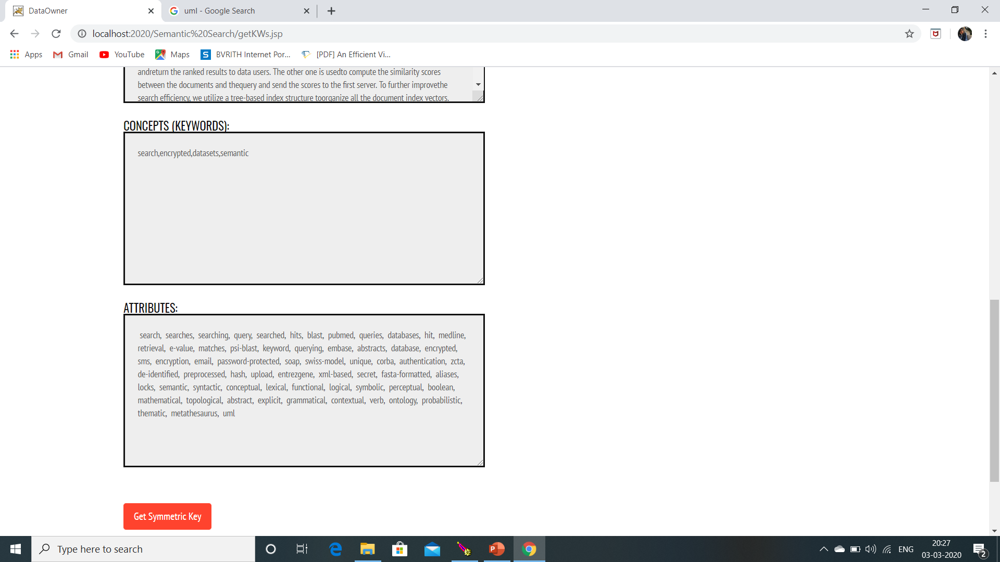 DataOwner
uml - Google Search
localhost:2020/Semantic%20Search/getKWs.jsp
Apps
Gmail
YouTube
Maps
S
BVRITH Internet Por...
[PDF] An Efficient Vi...
andreturn the ranked results to data users. The other one is usedto compute the similarity scores
between the documents and thequery and send the scores to the first server. To further improvethe
search efficiency, we utilize a tree-based index structure toorganize all the document index vectors.
CONCEPTS (KEYWORDS):
search,encrypted,datasets,semantic
ATTRIBUTES:
search, searches, searching, query, searched, hits, blast, pubmed, queries, databases, hit, medline,
retrieval, e-value, matches, psi-blast, keyword, querying, embase, abstracts, database, encrypted,
sms, encryption, email, password-protected, soap, swiss-model, unique, corba, authentication, zcta,
de-identified, preprocessed, hash, upload, entrezgene, xml-based, secret, fasta-formatted, aliases,
locks, semantic, syntactic, conceptual, lexical, functional, logical, symbolic, perceptual, boolean,
mathematical, topological, abstract, explicit, grammatical, contextual, verb, ontology, probabilistic,
thematic, metathesaurus, uml
Get Symmetric Key
Type here to search
ENG
20:27
03-03-2020
2